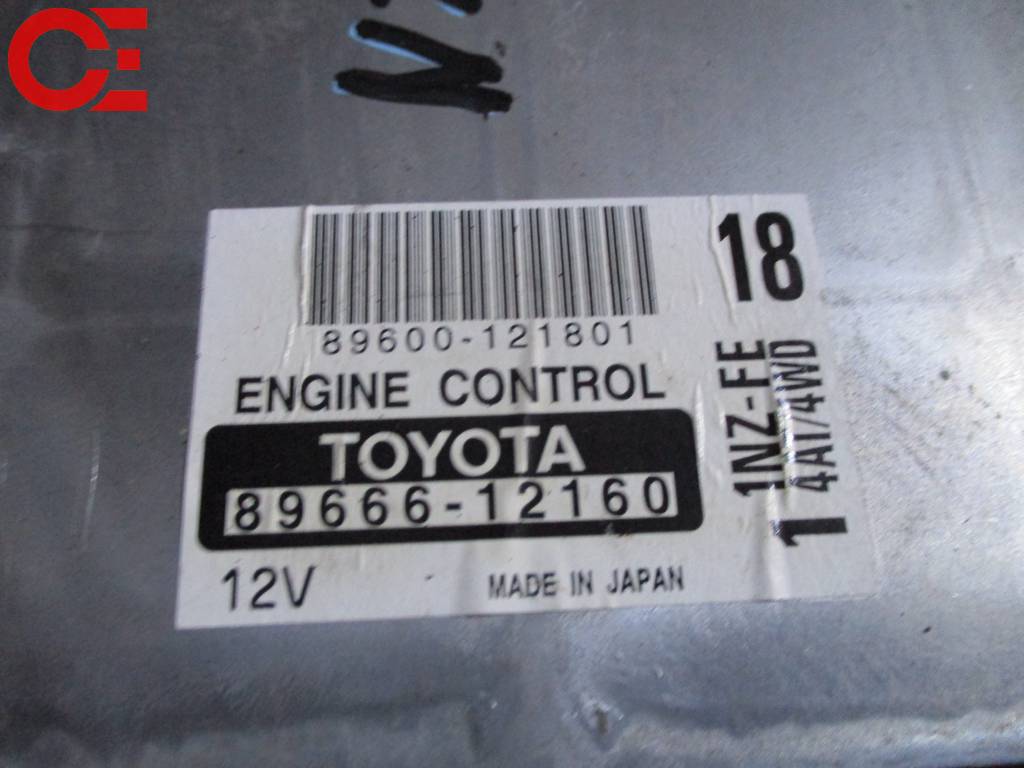 89600-121801
ENGINE CONTROL
TOYOTA
89666-12160
12V
MADE IN JAPAN
18
1NZ-FE
4AT/4WD
1